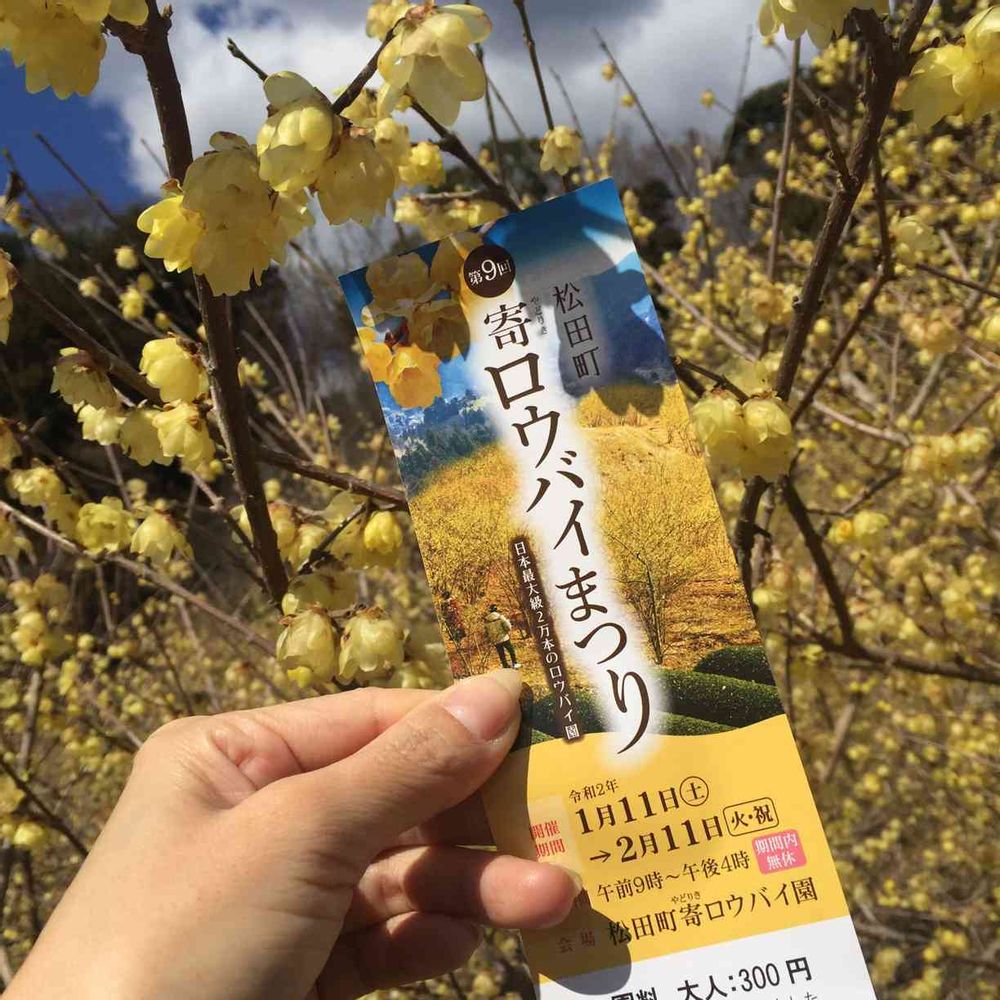 第9回
松田町
やどりき
寄ロウバイまつり
日本最大級2万本のロウバイ園
令和2年
開催
期間
1月11日土
→2月11日火・祝
期間内
無休
午前9時〜午後4時
やどりき
会場 松田町寄ロウバイ園
園料 大人:300円